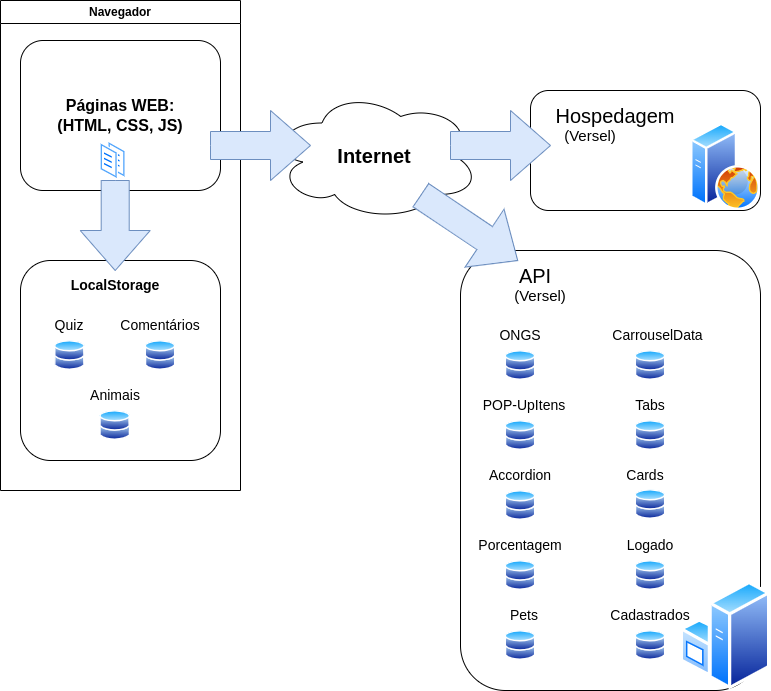 Navegador
Páginas WEB:
(HTML, CSS, JS)
LocalStorage
Quiz
Comentários
Animais
Internet
Hospedagem
(Versel)
API
(Versel)
ONGS
CarrouselData
POP-UpItens
Tabs
Accordion
Cards
Porcentagem
Logado
Pets
Cadastrados